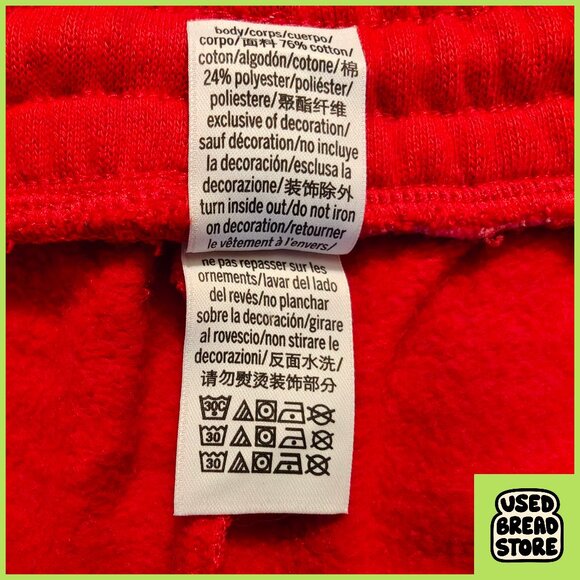 body/corps/cuerpo/
corpo/面料 76% cotton/
coton/algodón/cotone/棉
24% polyester/poliéster/
poliestere/聚酯纤维
exclusive of decoration/
sauf décoration/no incluye
la decoración/esclusa la
decorazione/装饰除外
turn inside out/do not iron
on decoration/retourner
le vêtement à l'envers/
ne pas repasser sur les
ornements/lavar del lado
del revés/no planchar
sobre la decoración/girare
al rovescio/non stirare le
decorazioni/反面水洗/
请勿熨烫装饰部分
30C
30
30
USED
BREAD
STORE